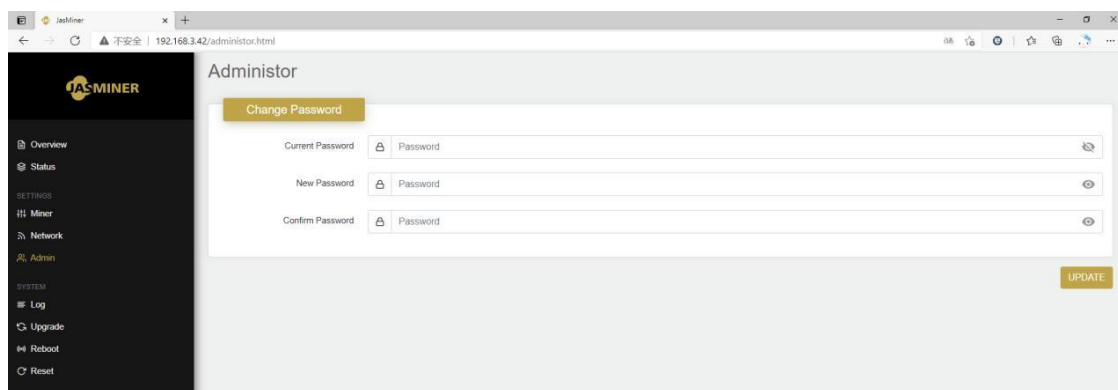 JasMiner
不安全 | 192.168.3.42/administor.html
JASMINER
Administor
Change Password
Overview
Status
SETTINGS
Miner
Network
Admin
SYSTEM
Log
Upgrade
Reboot
Reset
Current Password Password
New Password Password
Confirm Password Password
UPDATE